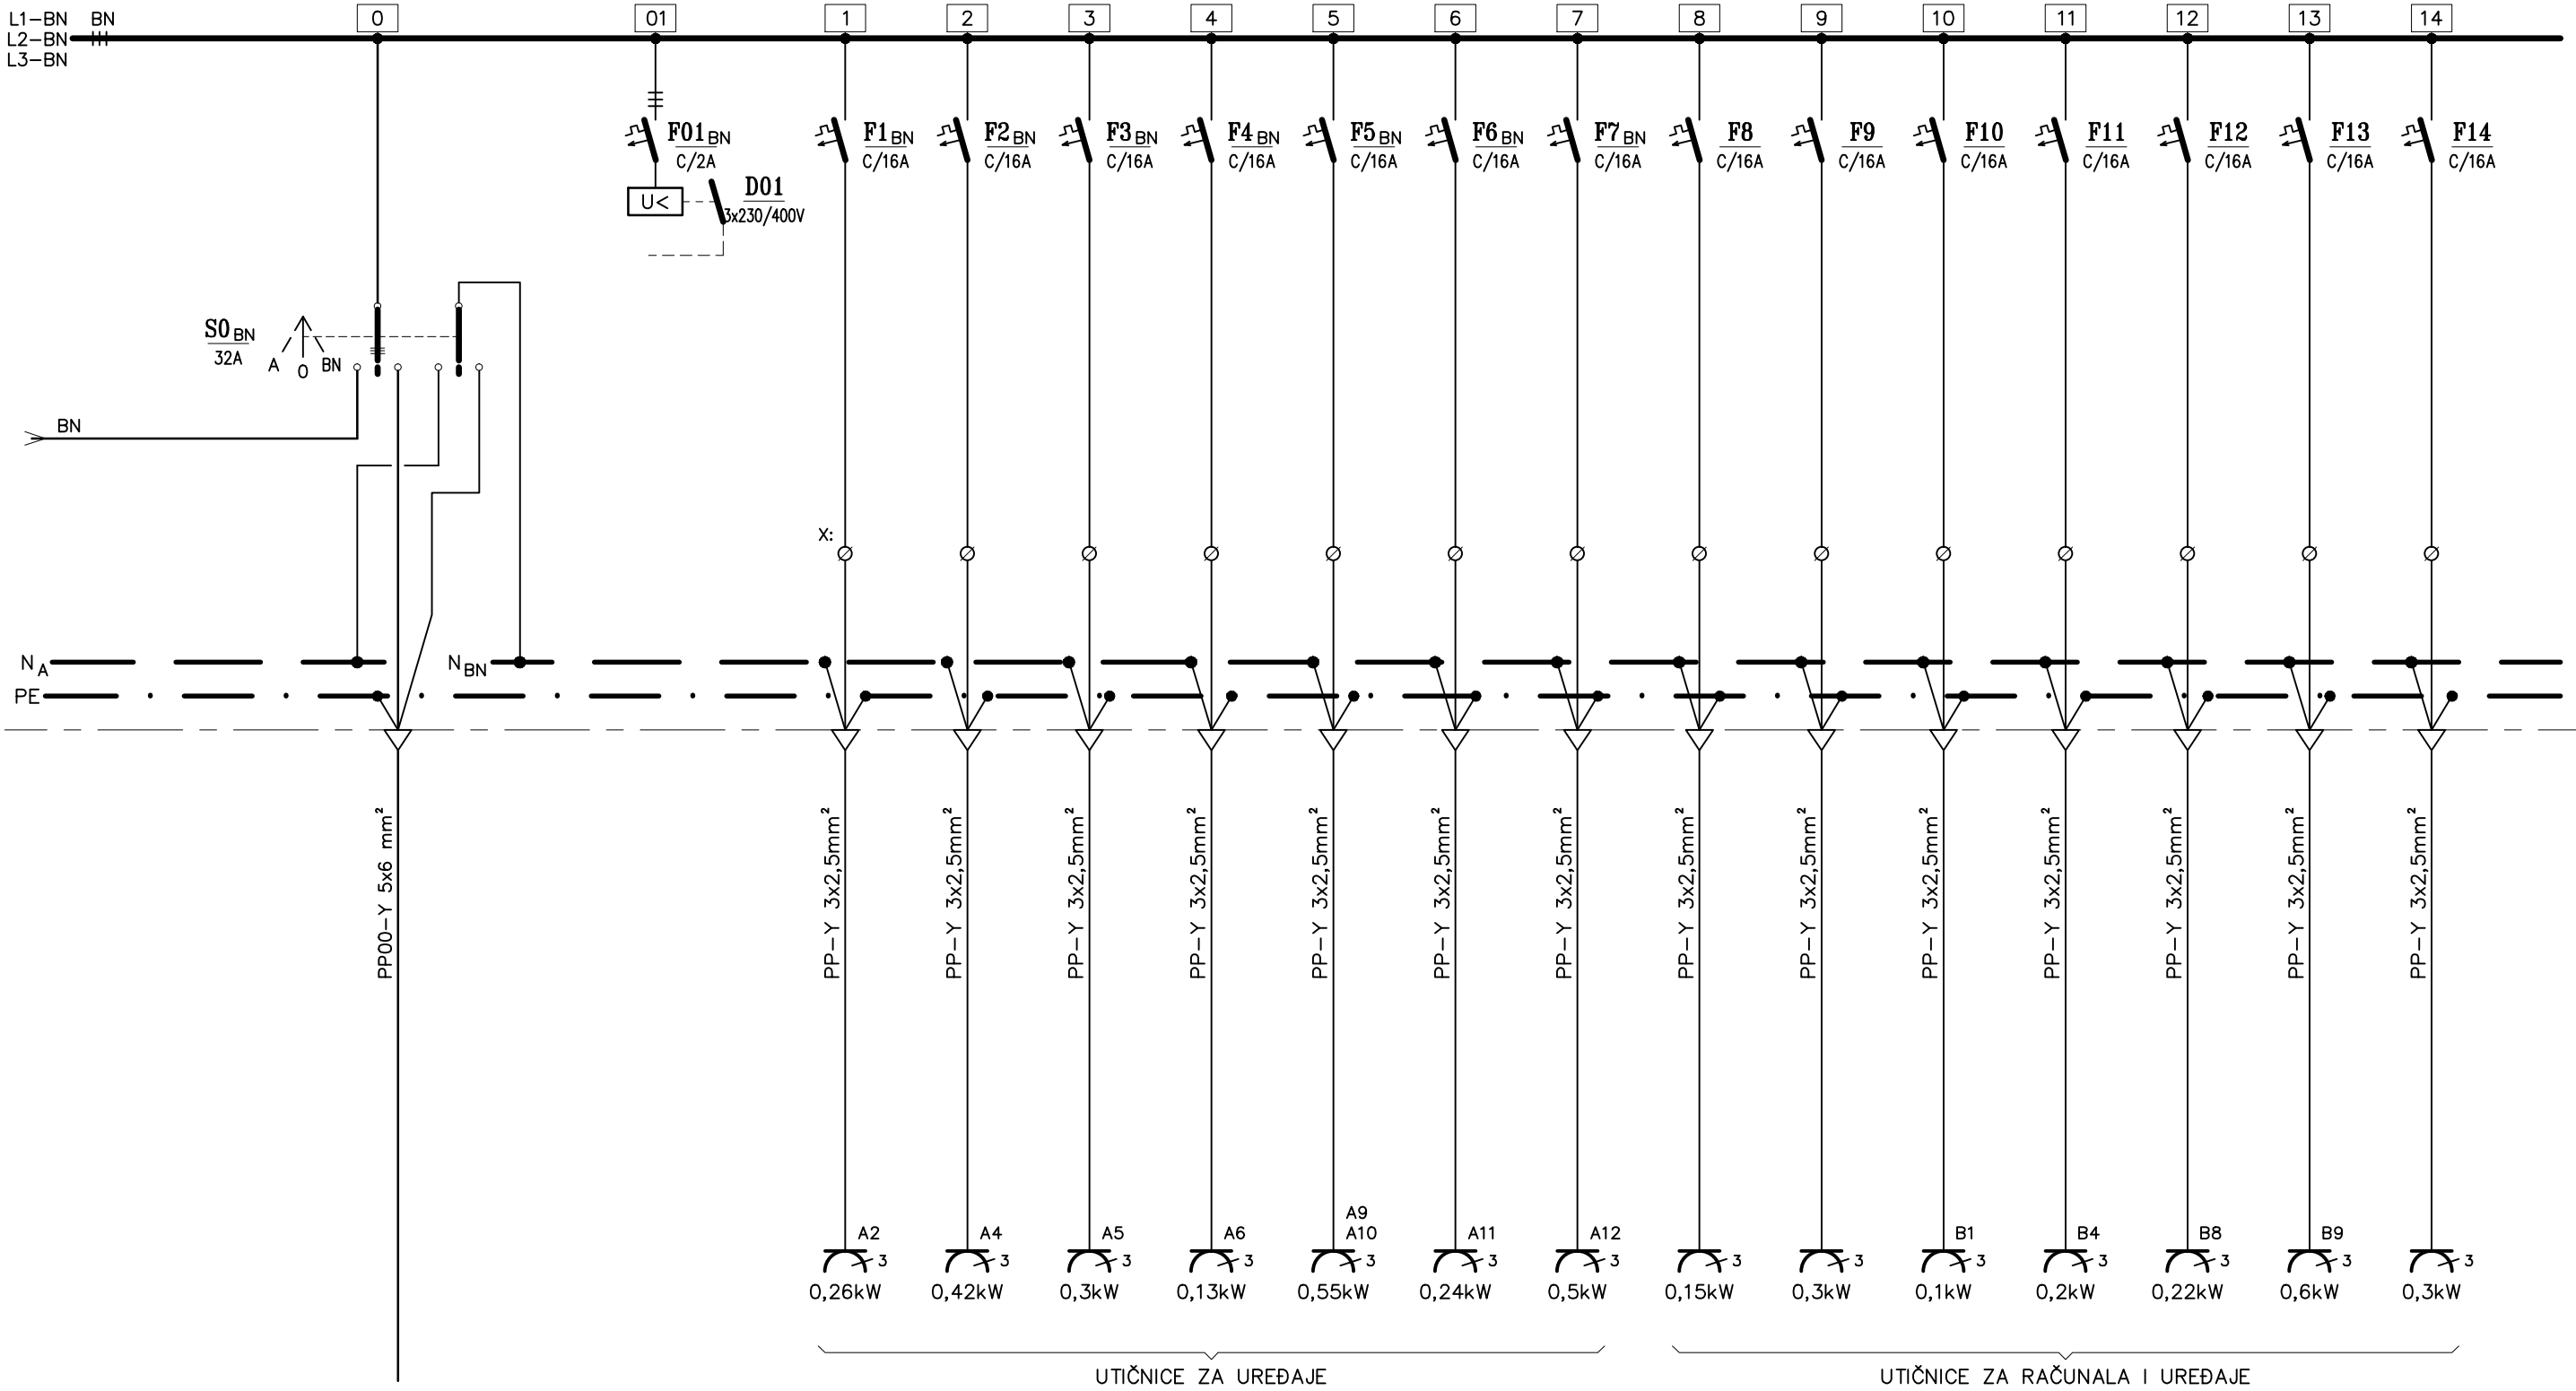 L1-BN BN 0 01 1 2 3 4 5 6 7 8 9 10 11 12 13 14
L2-BN
L3-BN
F01BN F1BN F2BN F3BN F4BN F5BN F6BN F7BN F8 F9 F10 F11 F12 F13 F14
C/2A C/16A C/16A C/16A C/16A C/16A C/16A C/16A C/16A C/16A C/16A C/16A C/16A C/16A C/16A
U< D01
3x230/400V
S0BN
32A A 0 BN
BN
X:
NA NBN
PE
PP00-Y 5x6 mm²
PP-Y 3x2,5mm²
PP-Y 3x2,5mm²
PP-Y 3x2,5mm²
PP-Y 3x2,5mm²
PP-Y 3x2,5mm²
PP-Y 3x2,5mm²
PP-Y 3x2,5mm²
PP-Y 3x2,5mm²
PP-Y 3x2,5mm²
PP-Y 3x2,5mm²
PP-Y 3x2,5mm²
PP-Y 3x2,5mm²
PP-Y 3x2,5mm²
PP-Y 3x2,5mm²
A9
A2 A4 A5 A6 A10 A11 A12 B1 B4 B8 B9
3 3 3 3 3 3 3 3 3 3 3 3 3 3
0,26kW 0,42kW 0,3kW 0,13kW 0,55kW 0,24kW 0,5kW 0,15kW 0,3kW 0,1kW 0,2kW 0,22kW 0,6kW 0,3kW
UTIČNICE ZA UREĐAJE UTIČNICE ZA RAČUNALA I UREĐAJE